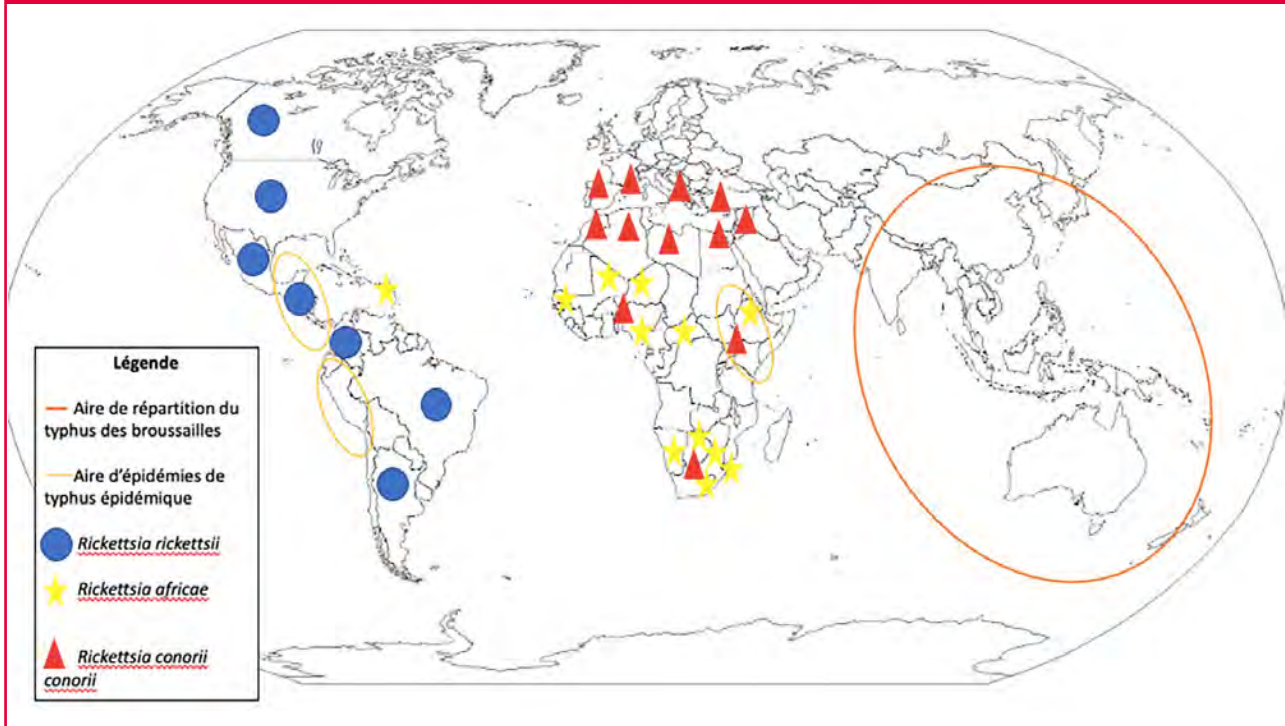 Légende
Aire de répartition du
typhus des broussailles
Aire d'épidémies de
typhus épidémique
Rickettsia rickettsii
Rickettsia africae
Rickettsia conorii
conorii